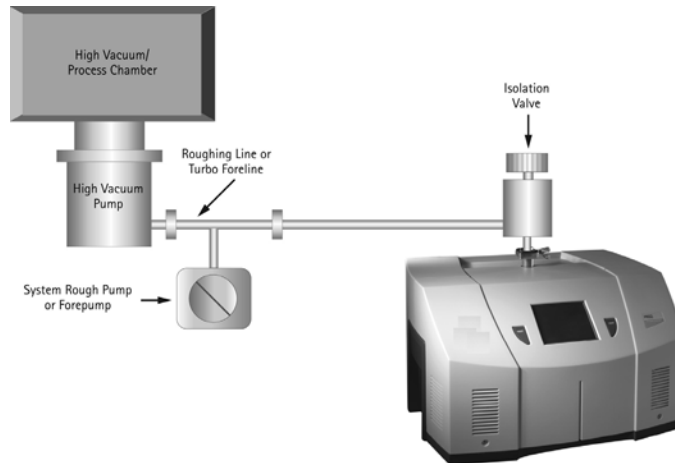 High Vacuum/
Process Chamber
Isolation
Valve
Roughing Line or
Turbo Foreline
High Vacuum
Pump
System Rough Pump
or Forepump